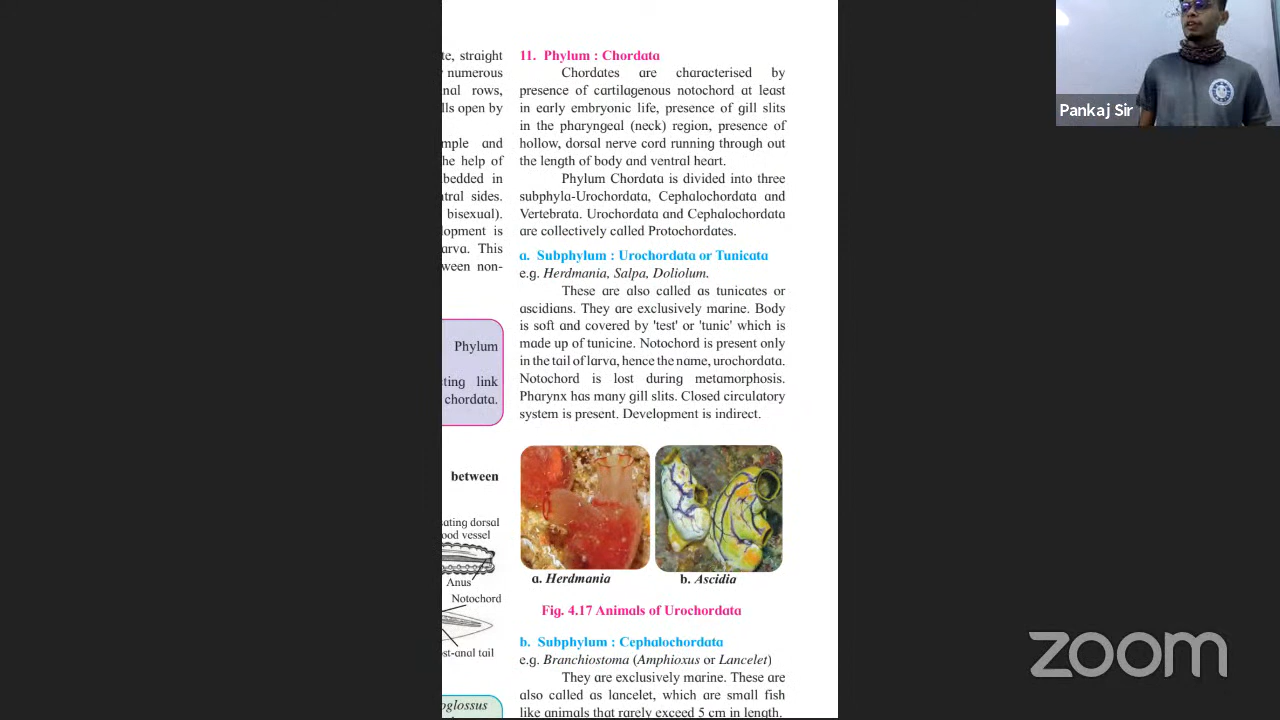 te, straight
numerous
nal rows,
lls open by
mple and
he help of
bedded in
ntral sides.
bisexual).
lopment is
arva. This
ween non-
Phylum
cting link
chordata.
between
sating dorsal
ood vessel
Anus
Notochord
st-anal tail
oglossus
11. Phylum : Chordata
Chordates are characterised by
presence of cartilagenous notochord at least
in early embryonic life, presence of gill slits
in the pharyngeal (neck) region, presence of
hollow, dorsal nerve cord running through out
the length of body and ventral heart.
Phylum Chordata is divided into three
subphyla-Urochordata, Cephalochordata and
Vertebrata. Urochordata and Cephalochordata
are collectively called Protochordates.
a. Subphylum : Urochordata or Tunicata
e.g. Herdmania, Salpa, Doliolum.
These are also called as tunicates or
ascidians. They are exclusively marine. Body
is soft and covered by 'test' or 'tunic' which is
made up of tunicine. Notochord is present only
in the tail of larva, hence the name, urochordata.
Notochord is lost during metamorphosis.
Pharynx has many gill slits. Closed circulatory
system is present. Development is indirect.
a. Herdmania
b. Ascidia
Fig. 4.17 Animals of Urochordata
b. Subphylum : Cephalochordata
e.g. Branchiostoma (Amphioxus or Lancelet)
They are exclusively marine. These are
also called as lancelet, which are small fish
like animals that rarely exceed 5 cm in length.
Pankaj Sir
zoom